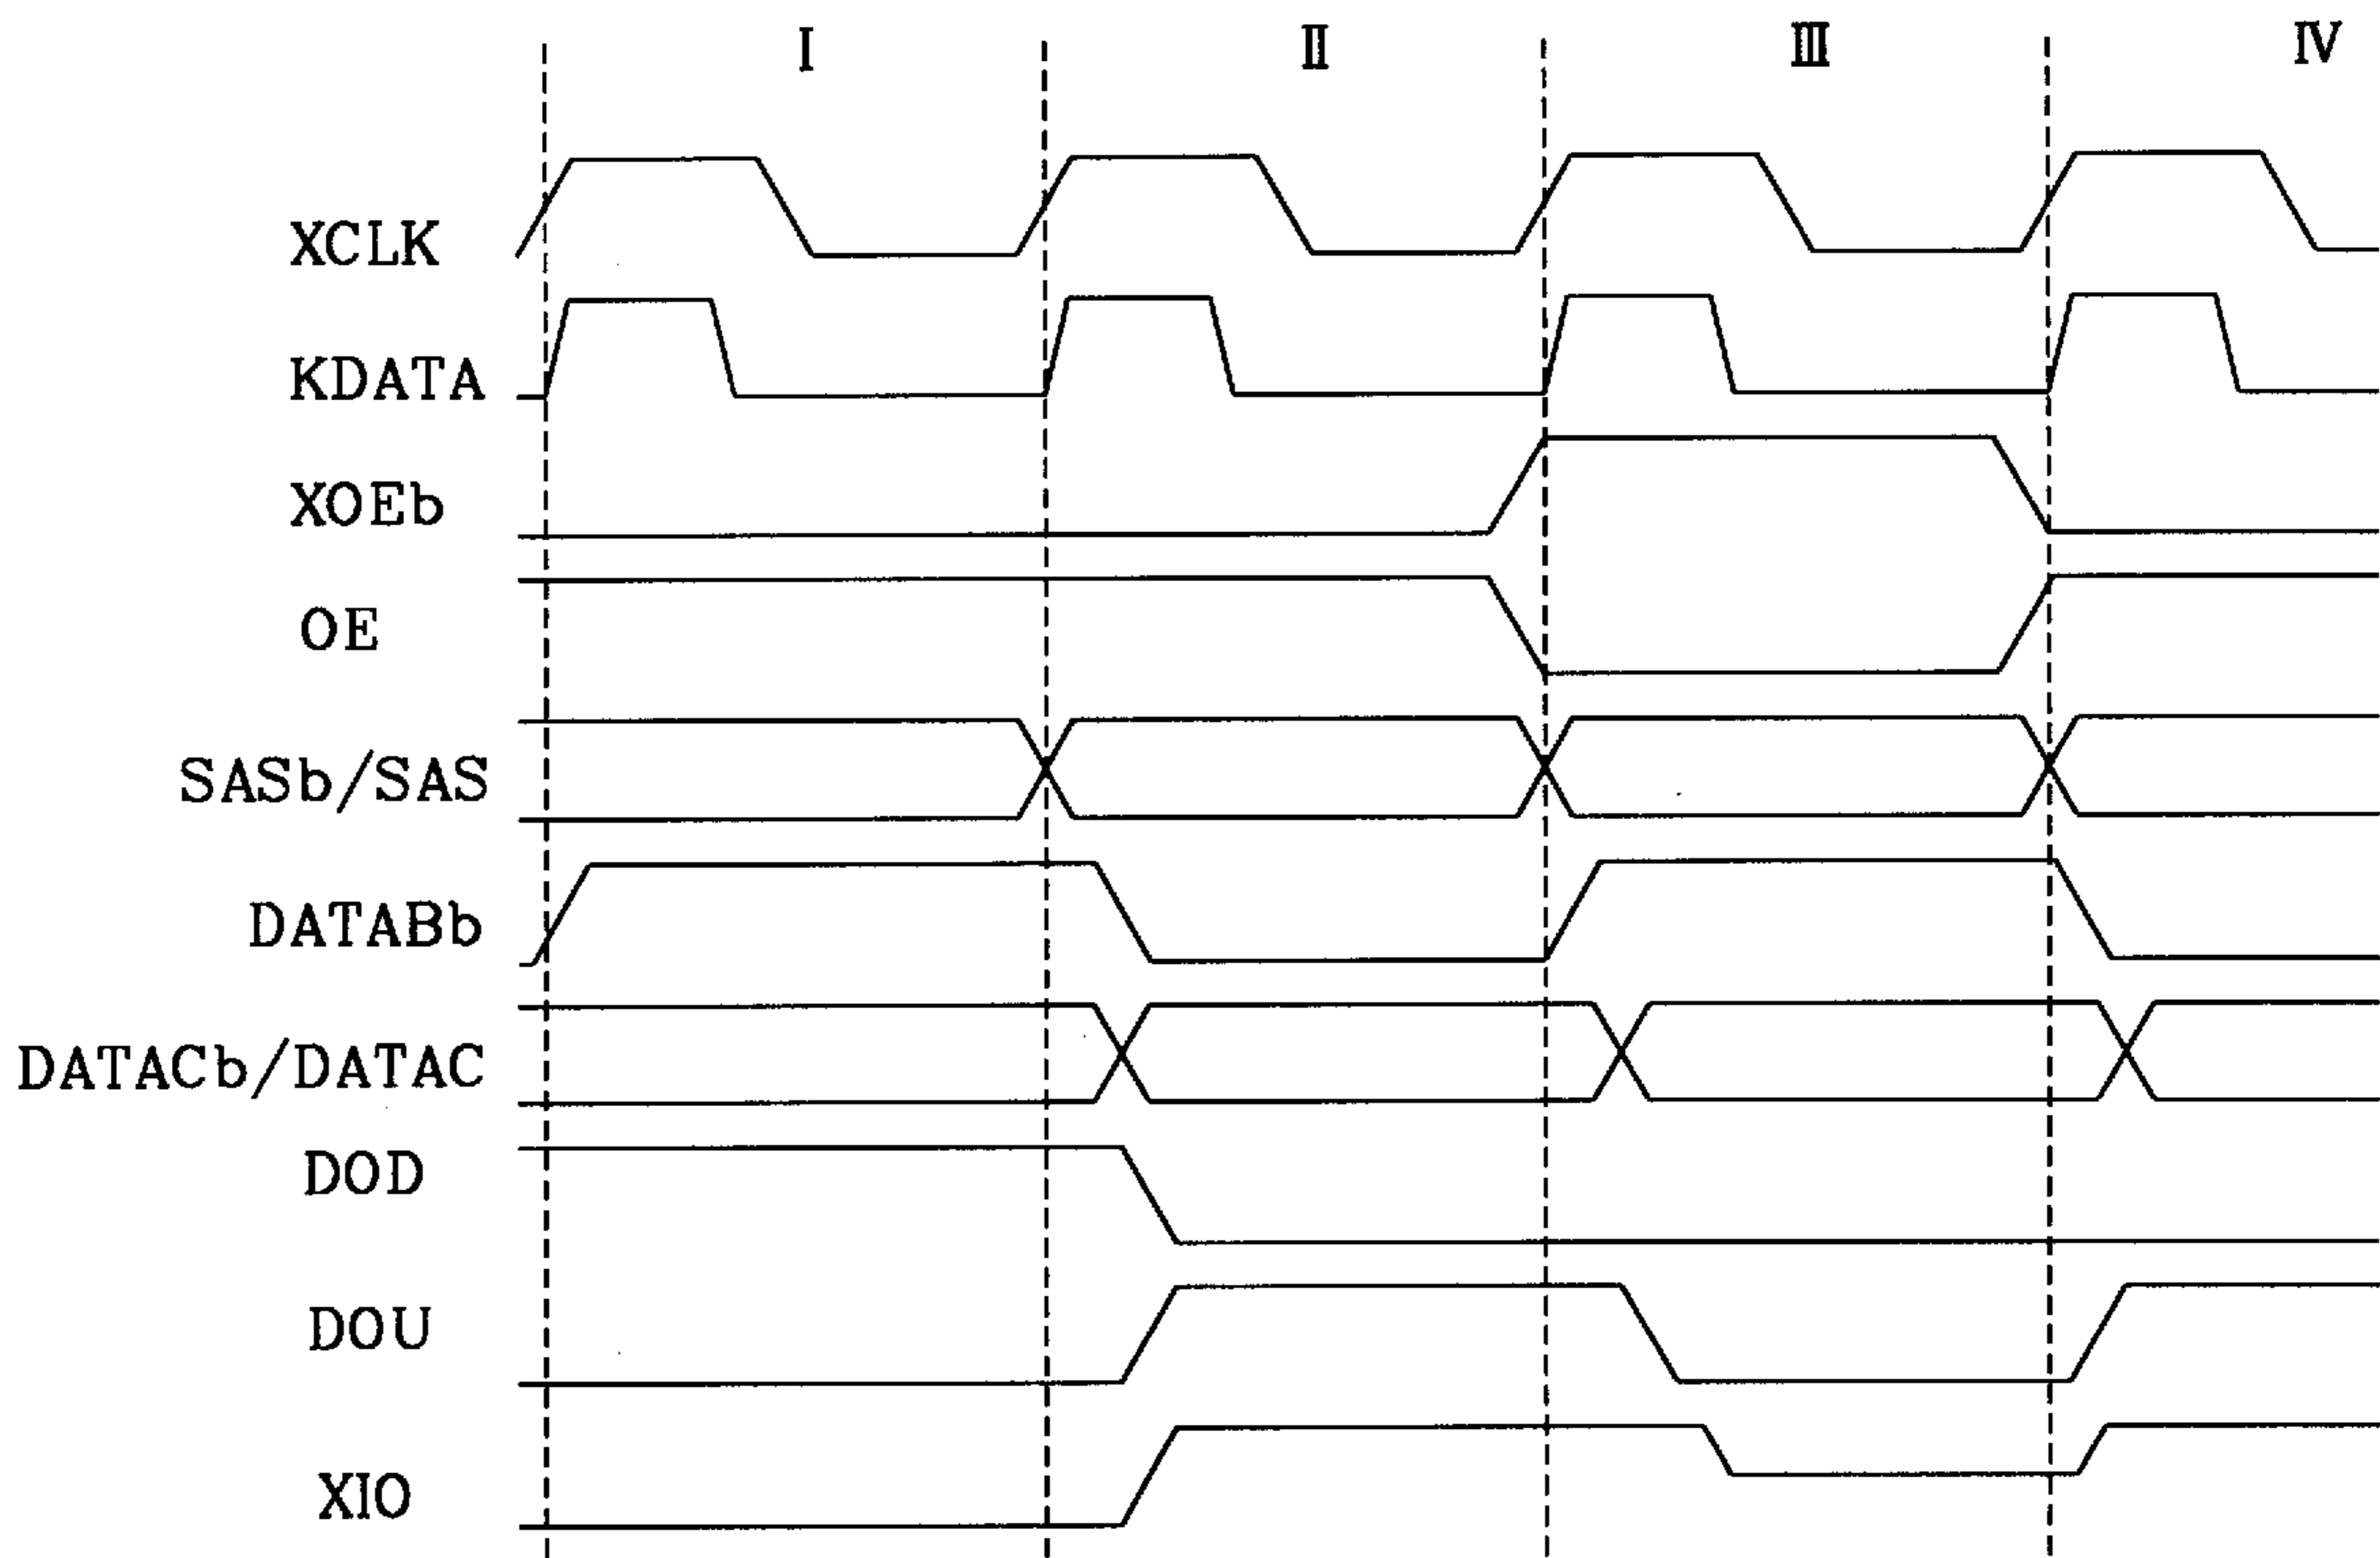 Ⅰ Ⅱ Ⅲ Ⅳ
XCLK
KDATA
XOEb
OE
SASb/SAS
DATABb
DATACb/DATAC
DOD
DOU
XIO